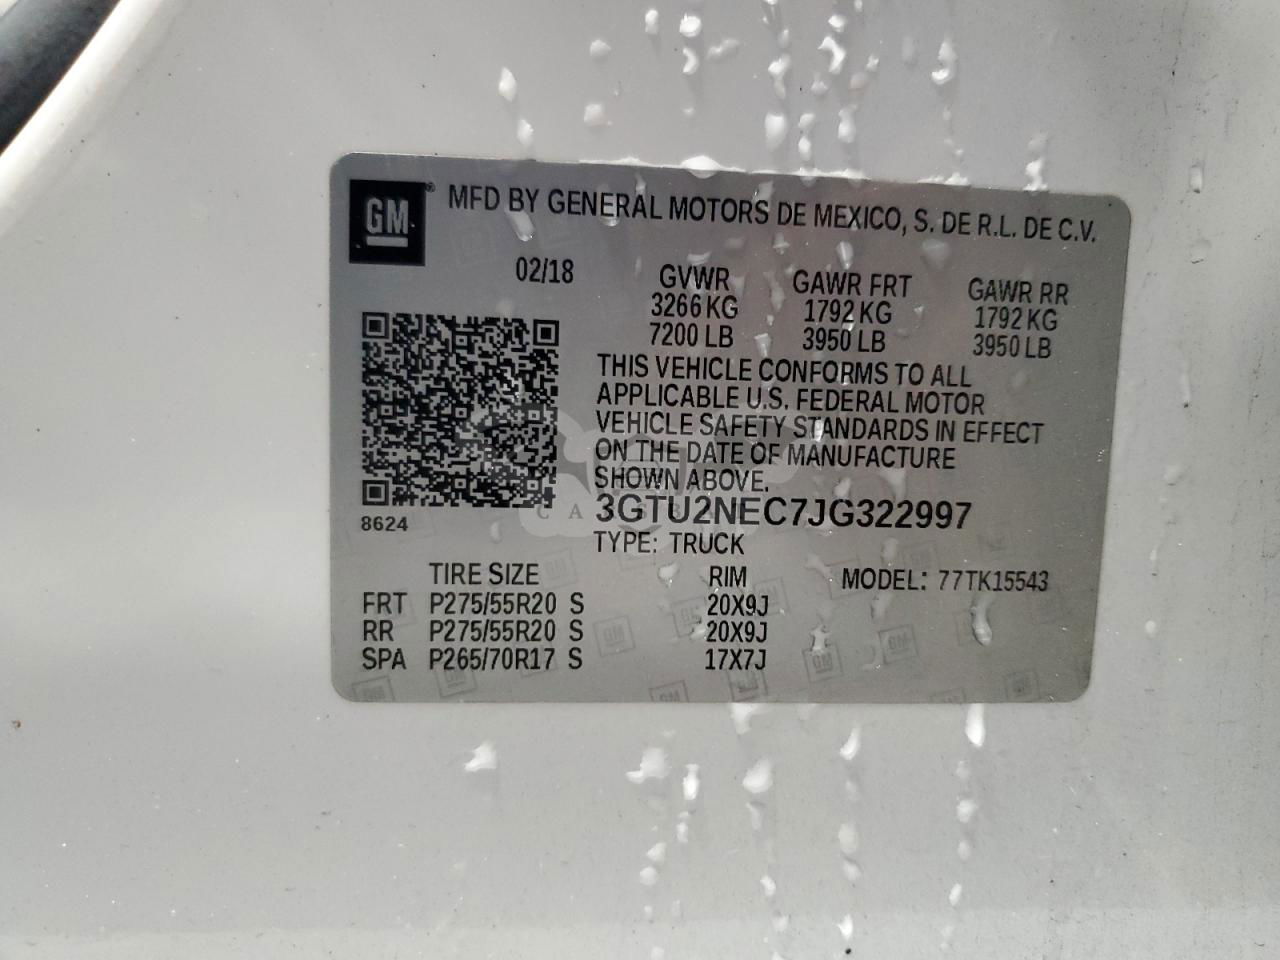 GM® MFD BY GENERAL MOTORS DE MEXICO, S. DE R.L. DE C.V.
02/18 GVWR GAWR FRT GAWR RR
3266 KG 1792 KG 1792 KG
7200 LB 3950 LB 3950 LB
THIS VEHICLE CONFORMS TO ALL
APPLICABLE U.S. FEDERAL MOTOR
VEHICLE SAFETY STANDARDS IN EFFECT
ON THE DATE OF MANUFACTURE
SHOWN ABOVE.
8624 3GTU2NEC7JG322997
TYPE: TRUCK
TIRE SIZE RIM MODEL: 77TK15543
FRT P275/55R20 S 20X9J
RR P275/55R20 S 20X9J
SPA P265/70R17 S 17X7J